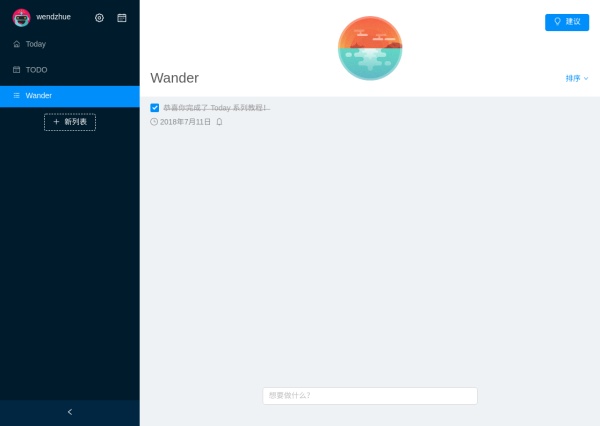 wendzhue
Today
TODO
Wander
新列表
建议
Wander
排序
恭喜你完成了 Today 系列教程！
2018年7月11日
想要做什么？